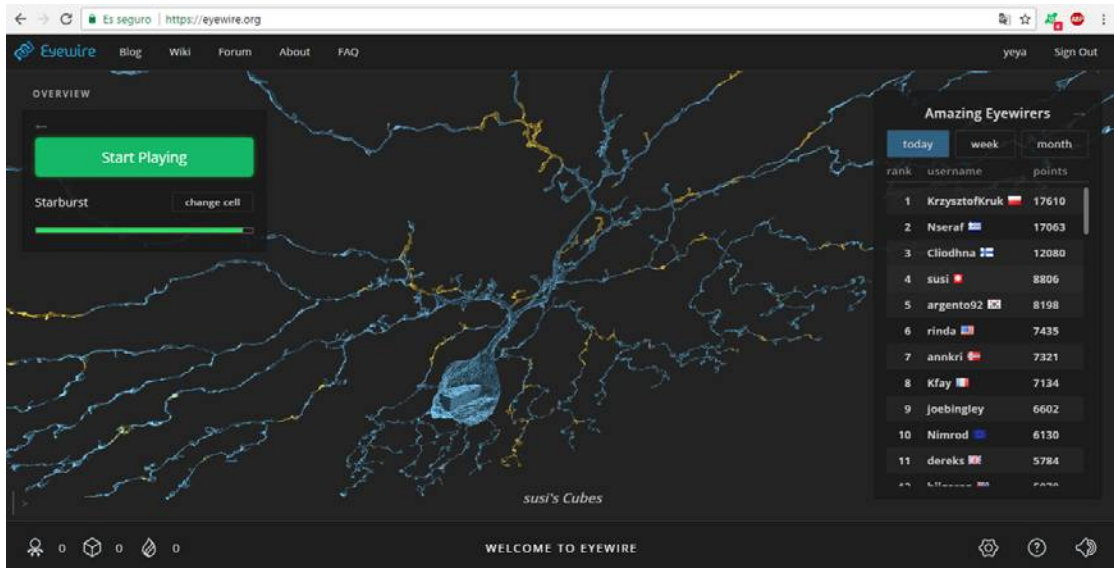 Es seguro https://eyewire.org
Eyewire Blog Wiki Forum About FAQ yeya Sign Out
OVERVIEW
Start Playing
Starburst change cell
Amazing Eyewirers
today week month
rank username points
1 KrzysztofKruk 17610
2 Nseraf 17063
3 Cliodhna 12080
4 susi 8806
5 argento92 8198
6 rinda 7435
7 annkri 7321
8 Kfay 7134
9 joebingley 6602
10 Nimrod 6130
11 dereks 5784
susi's Cubes
0 0 0 WELCOME TO EYEWIRE